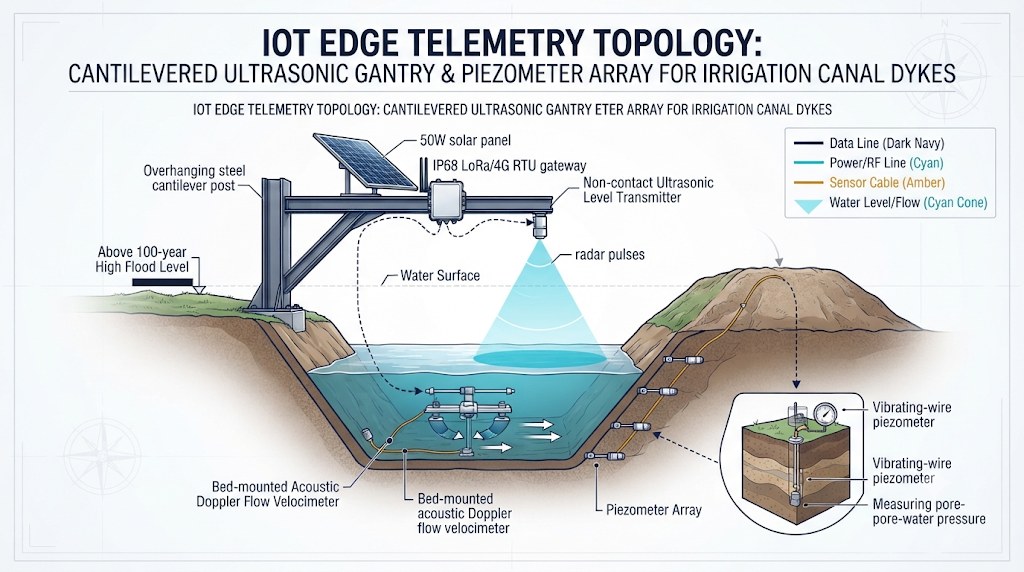 IOT EDGE TELEMETRY TOPOLOGY:
CANTILEVERED ULTRASONIC GANTRY & PIEZOMETER ARRAY FOR IRRIGATION CANAL DYKES
IOT EDGE TELEMETRY TOPOLOGY: CANTILEVERED ULTRASONIC GANTRY ETER ARRAY FOR IRRIGATION CANAL DYKES
50W solar panel
IP68 LoRa/4G RTU gateway
Overhanging steel
cantilever post
Non-contact Ultrasonic
Level Transmitter
Data Line (Dark Navy)
Power/RF Line (Cyan)
Sensor Cable (Amber)
Water Level/Flow (Cyan Cone)
Above 100-year
High Flood Level
Water Surface
radar pulses
Vibrating-wire
piezometer
Vibrating-wire
piezometer
Measuring pore-
pore-water pressure
Bed-mounted Acoustic
Doppler Flow Velocimeter
Bed-mounted
acoustic Doppler
flow velocimeter
Piezometer Array
N